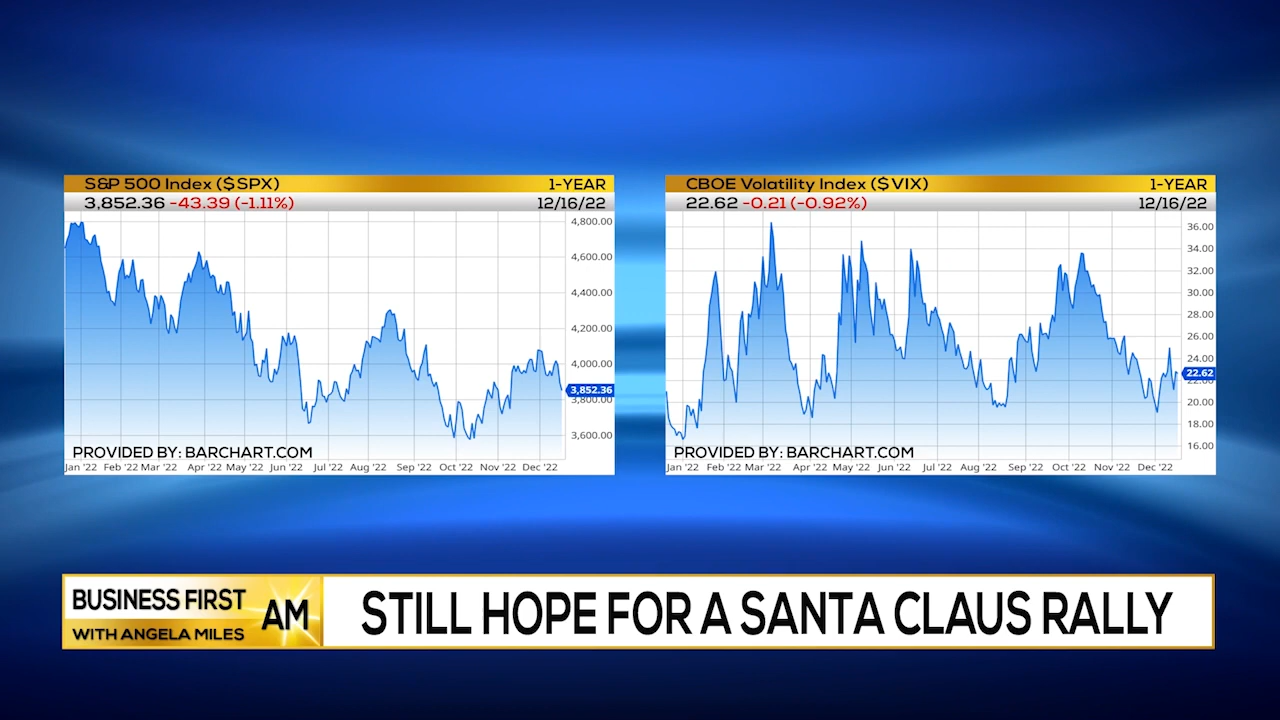 S&P 500 Index ($SPX) 1-YEAR
3,852.36 -43.39 (-1.11%) 12/16/22
4,800.00
4,600.00
4,400.00
4,200.00
4,000.00
3,852.36
3,800.00
3,600.00
PROVIDED BY: BARCHART.COM
Jan '22 Feb '22 Mar '22 Apr '22 May '22 Jun '22 Jul '22 Aug '22 Sep '22 Oct '22 Nov '22 Dec '22
CBOE Volatility Index ($VIX) 1-YEAR
22.62 -0.21 (-0.92%) 12/16/22
36.00
34.00
32.00
30.00
28.00
26.00
24.00
22.62
22.00
20.00
18.00
16.00
PROVIDED BY: BARCHART.COM
Jan '22 Feb '22 Mar '22 Apr '22 May '22 Jun '22 Jul '22 Aug '22 Sep '22 Oct '22 Nov '22 Dec '22
BUSINESS FIRST AM
WITH ANGELA MILES
STILL HOPE FOR A SANTA CLAUS RALLY